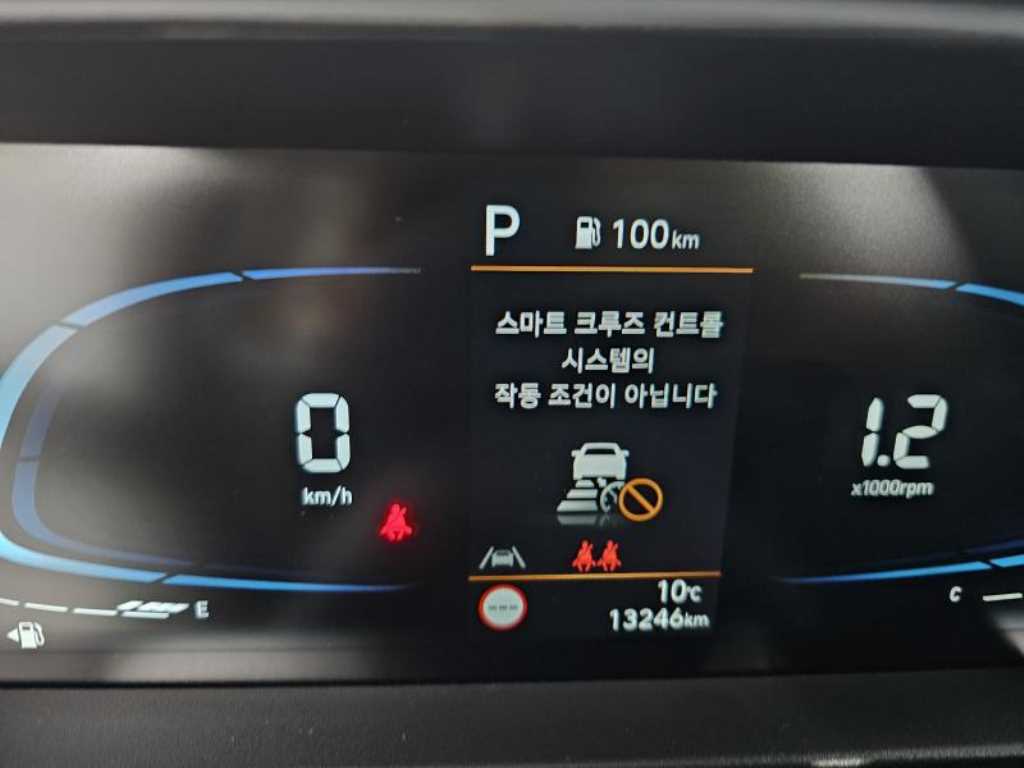 P 100km
스마트 크루즈 컨트롤
시스템의
작동 조건이 아닙니다
0
km/h
1.2
x1000rpm
E
C
10℃
13246km